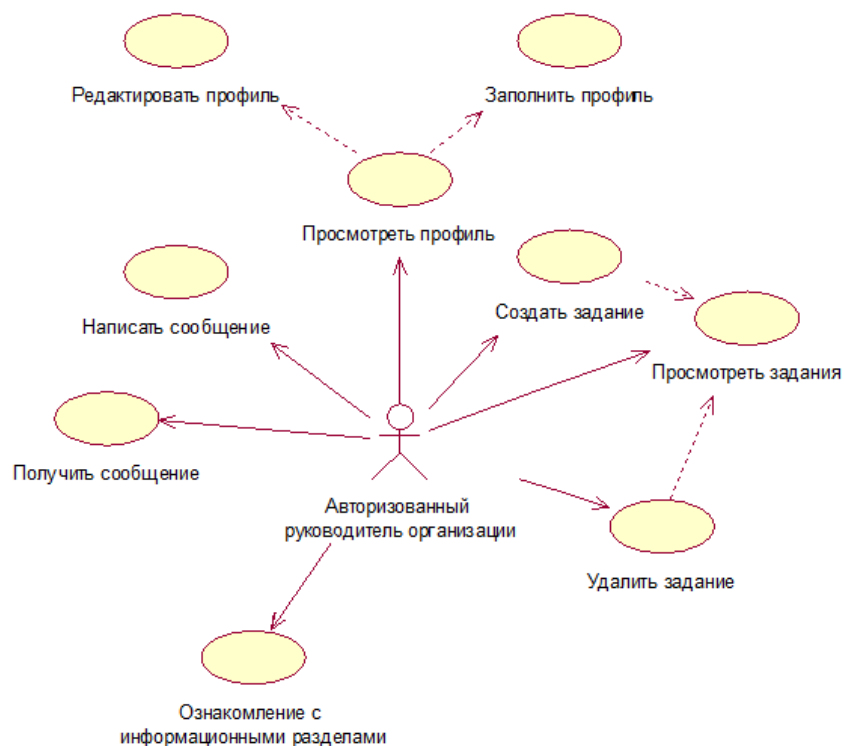 Редактировать профиль
Заполнить профиль
Просмотреть профиль
Написать сообщение
Создать задание
Просмотреть задания
Получить сообщение
Авторизованный
руководитель организации
Удалить задание
Ознакомление с
информационными разделами